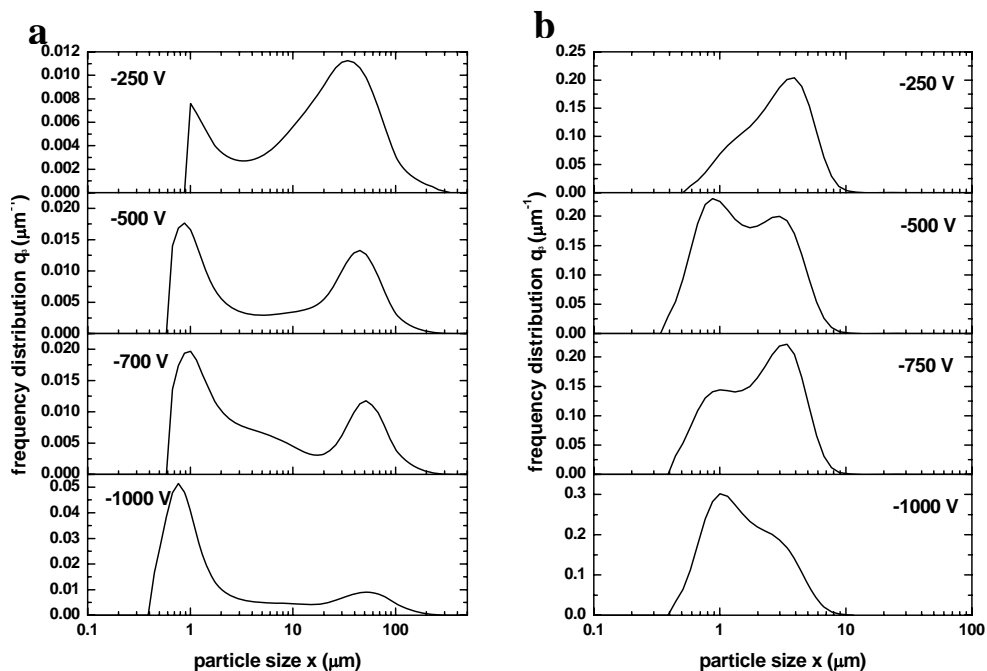 a
0.012
0.010
0.008
0.006
0.004
0.002
0.000
-250 V
0.020
0.015
0.010
0.005
0.000
-500 V
0.020
0.015
0.010
0.005
0.000
-700 V
0.05
0.04
0.03
0.02
0.01
0.00
-1000 V
0.1 1 10 100
particle size x (μm)
frequency distribution q₃ (μm⁻¹)
b
0.25
0.20
0.15
0.10
0.05
0.00
-250 V
0.20
0.15
0.10
0.05
0.00
-500 V
0.20
0.15
0.10
0.05
0.00
-750 V
0.3
0.2
0.1
0.0
-1000 V
0.1 1 10 100
particle size x (μm)
frequency distribution q₃ (μm⁻¹)